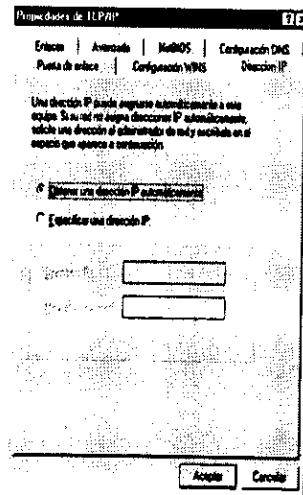 Propiedades de TCP/IP
Enlaces Avanzado NetBIOS Configuración DNS
Puerta de enlace Configuración WINS Dirección IP
Una dirección IP puede asignarse automáticamente a este
equipo. Si su red no asigna direcciones IP automáticamente,
solicite una dirección al administrador de red y escríbala en el
espacio que aparece a continuación.
Obtener una dirección IP automáticamente
Especificar una dirección IP:
Aceptar Cancelar